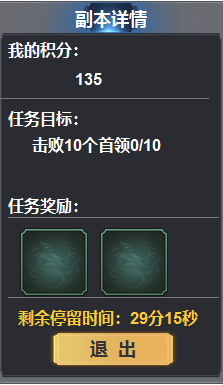 副本详情
我的积分：
135
任务目标：
击败10个首领0/10
任务奖励：
剩余停留时间：29分15秒
退 出